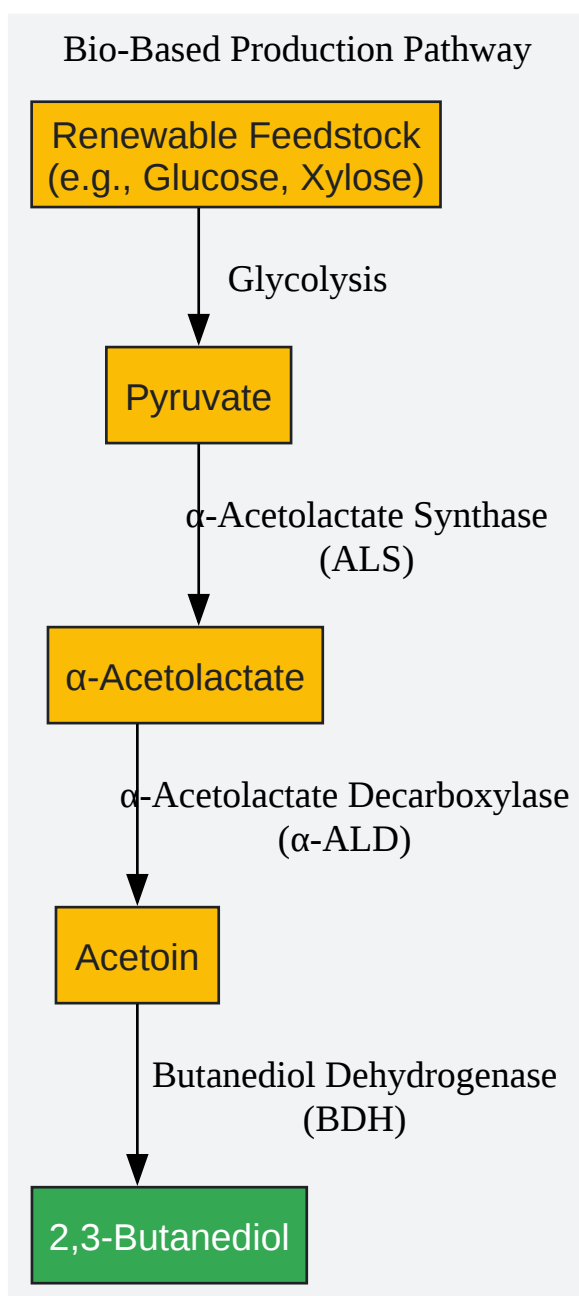 Bio-Based Production Pathway
Renewable Feedstock
(e.g., Glucose, Xylose)
Glycolysis
Pyruvate
α-Acetolactate Synthase
(ALS)
α-Acetolactate
α-Acetolactate Decarboxylase
(α-ALD)
Acetoin
Butanediol Dehydrogenase
(BDH)
2,3-Butanediol